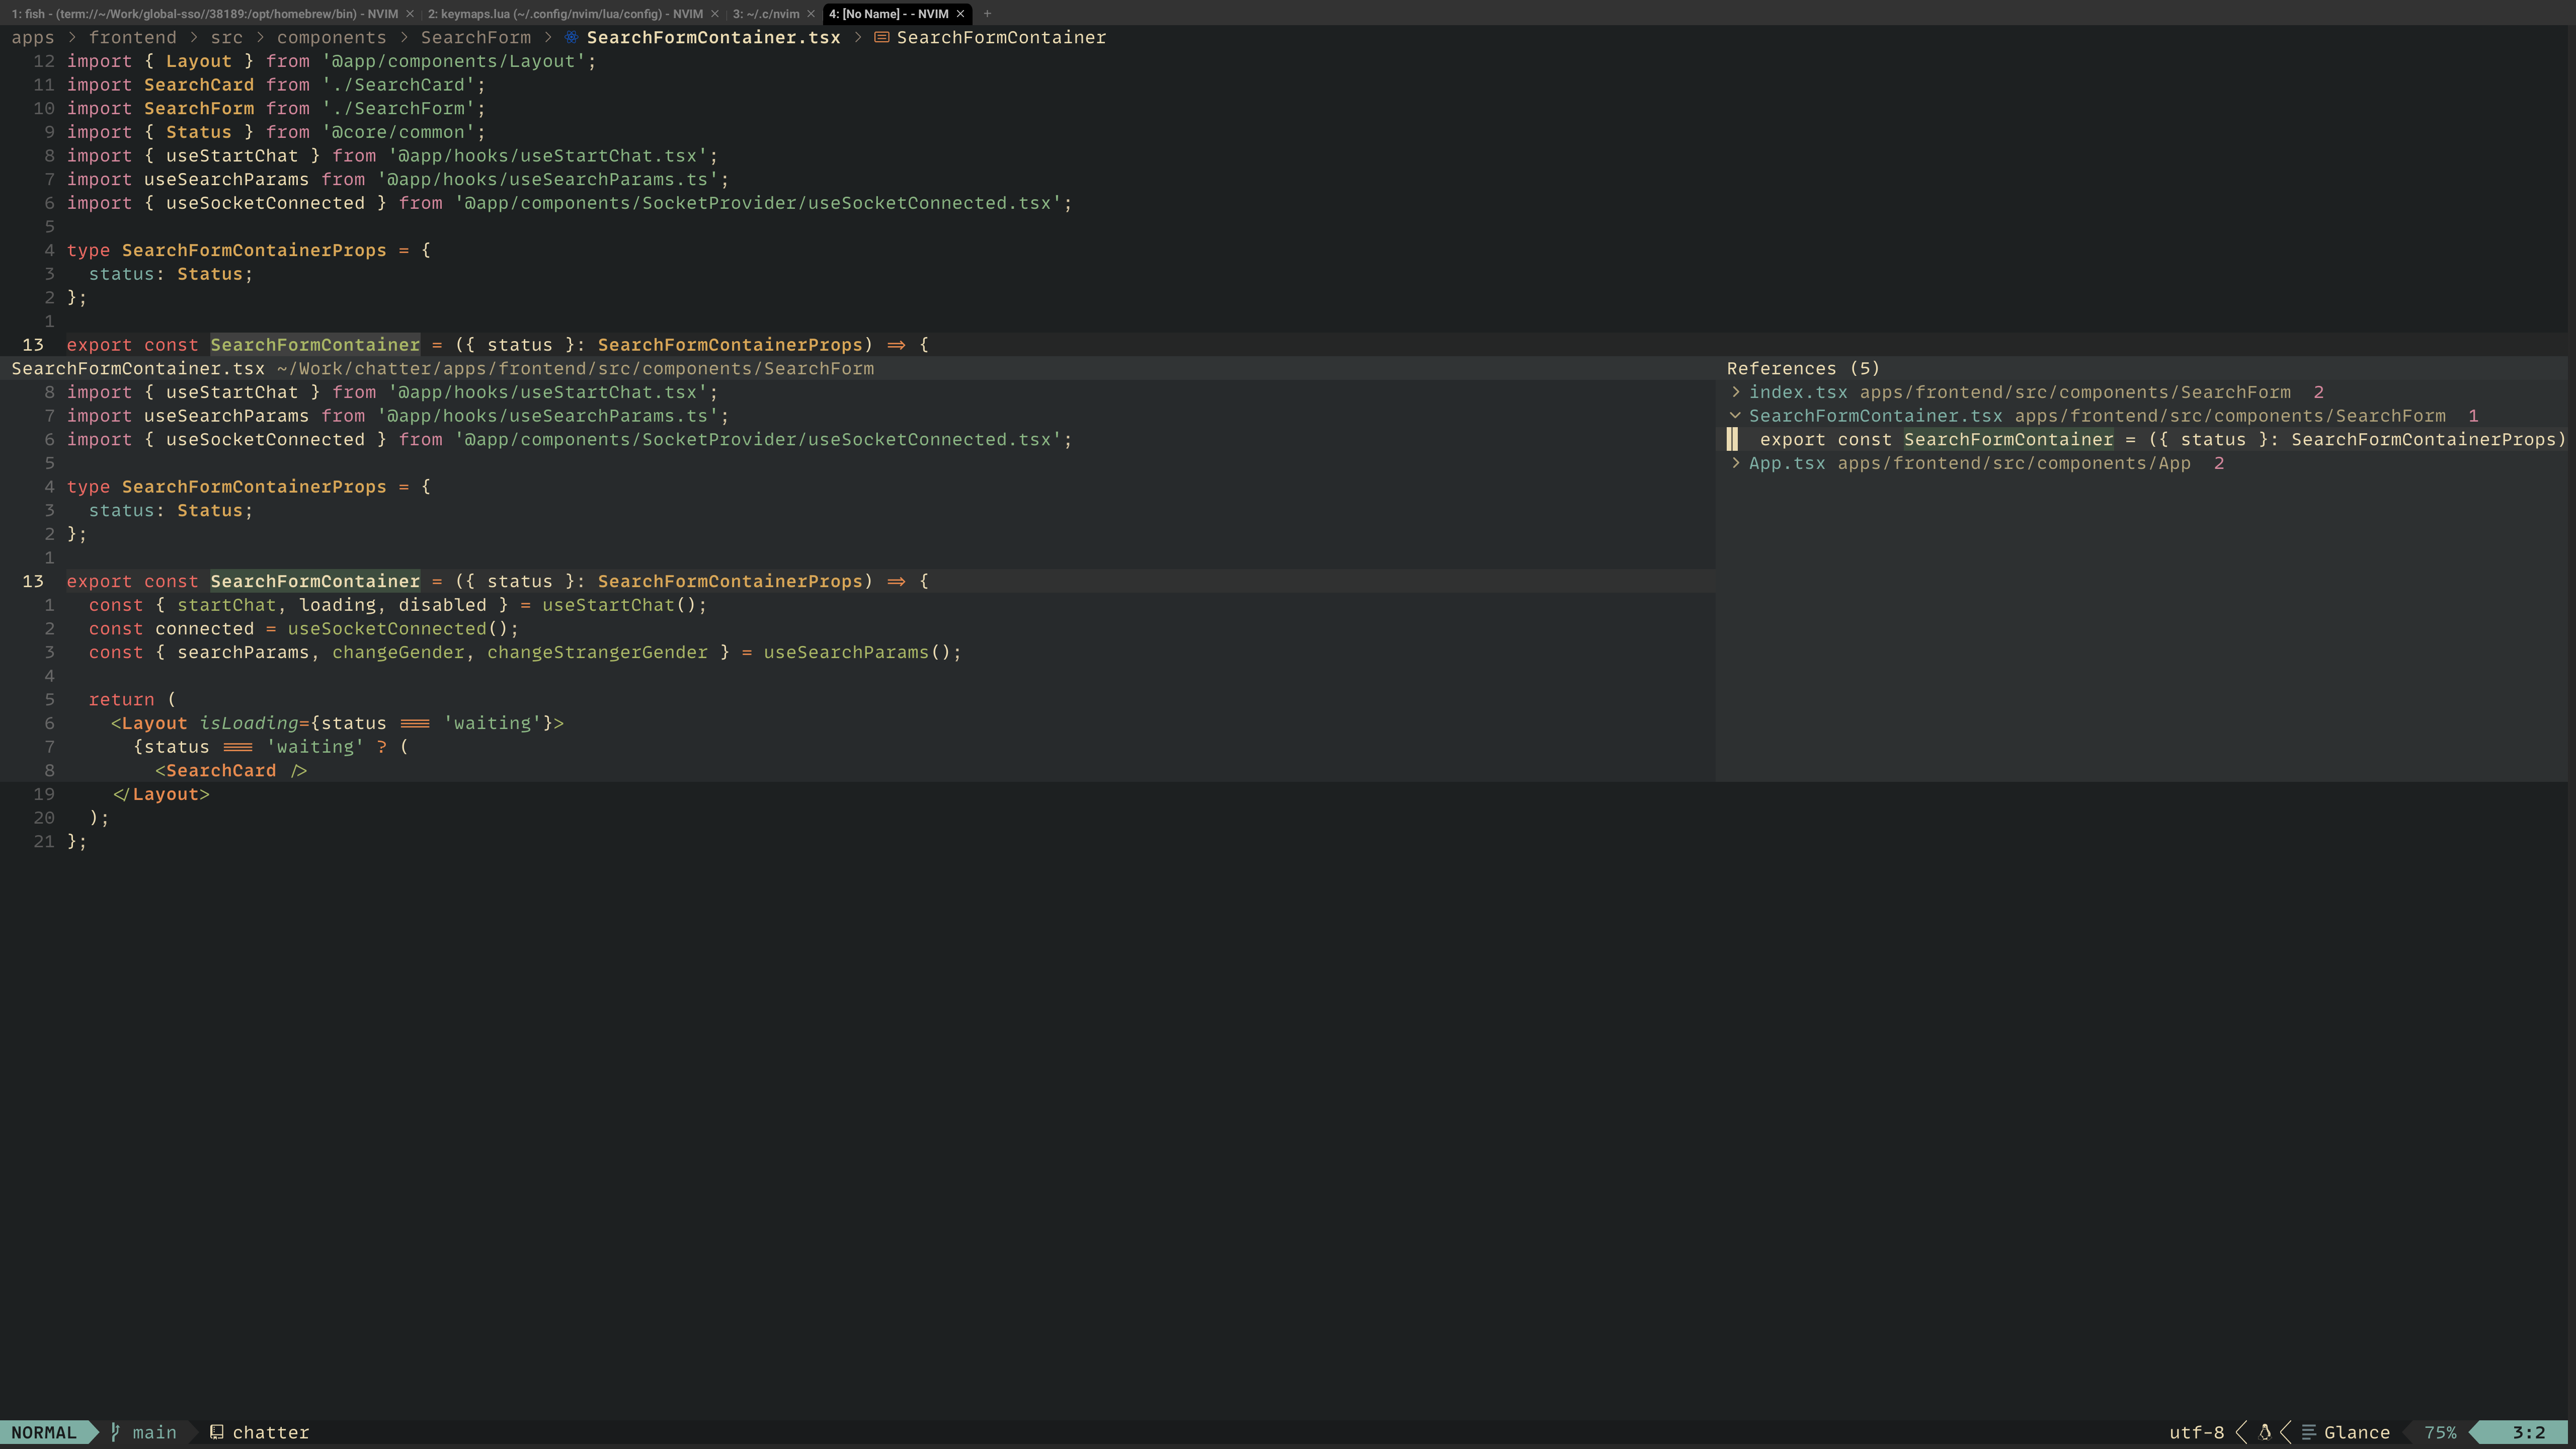 1: fish - (term://~/Work/global-sso//38189:/opt/homebrew/bin) - NVIM × 2: keymaps.lua (~/.config/nvim/lua/config) - NVIM × 3: ~/.c/nvim × 4: [No Name] - - NVIM × +
apps > frontend > src > components > SearchForm > SearchFormContainer.tsx > SearchFormContainer
12 import { Layout } from '@app/components/Layout';
11 import SearchCard from './SearchCard';
10 import SearchForm from './SearchForm';
9 import { Status } from '@core/common';
8 import { useStartChat } from '@app/hooks/useStartChat.tsx';
7 import useSearchParams from '@app/hooks/useSearchParams.ts';
6 import { useSocketConnected } from '@app/components/SocketProvider/useSocketConnected.tsx';
5
4 type SearchFormContainerProps = {
3   status: Status;
2 };
1
13 export const SearchFormContainer = ({ status }: SearchFormContainerProps) => {
SearchFormContainer.tsx ~/Work/chatter/apps/frontend/src/components/SearchForm
8 import { useStartChat } from '@app/hooks/useStartChat.tsx';
7 import useSearchParams from '@app/hooks/useSearchParams.ts';
6 import { useSocketConnected } from '@app/components/SocketProvider/useSocketConnected.tsx';
5
4 type SearchFormContainerProps = {
3   status: Status;
2 };
1
13 export const SearchFormContainer = ({ status }: SearchFormContainerProps) => {
1   const { startChat, loading, disabled } = useStartChat();
2   const connected = useSocketConnected();
3   const { searchParams, changeGender, changeStrangerGender } = useSearchParams();
4
5   return (
6     <Layout isLoading={status === 'waiting'}>
7       {status === 'waiting' ? (
8         <SearchCard />
References (5)
> index.tsx apps/frontend/src/components/SearchForm 2
SearchFormContainer.tsx apps/frontend/src/components/SearchForm 1
export const SearchFormContainer = ({ status }: SearchFormContainerProps)
> App.tsx apps/frontend/src/components/App 2
19     </Layout>
20   );
21 };
NORMAL main chatter utf-8 Glance 75% 3:2